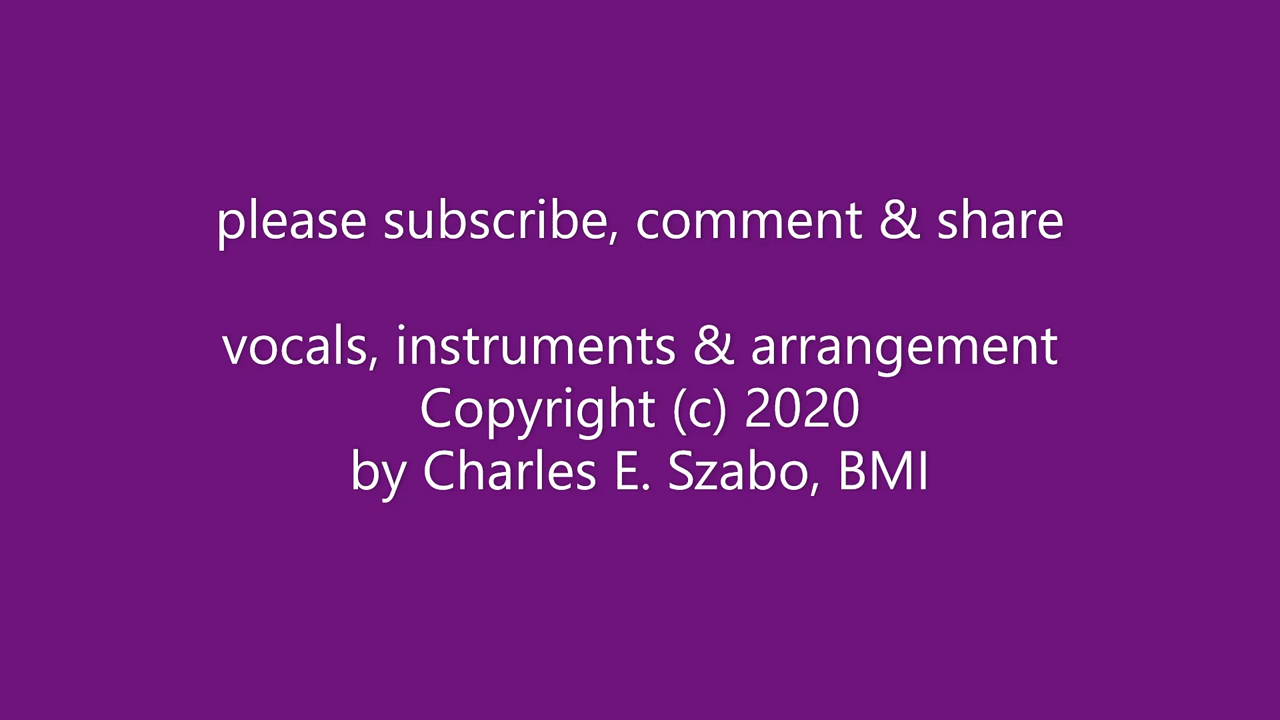 please subscribe, comment & share
vocals, instruments & arrangement
Copyright (c) 2020
by Charles E. Szabo, BMI